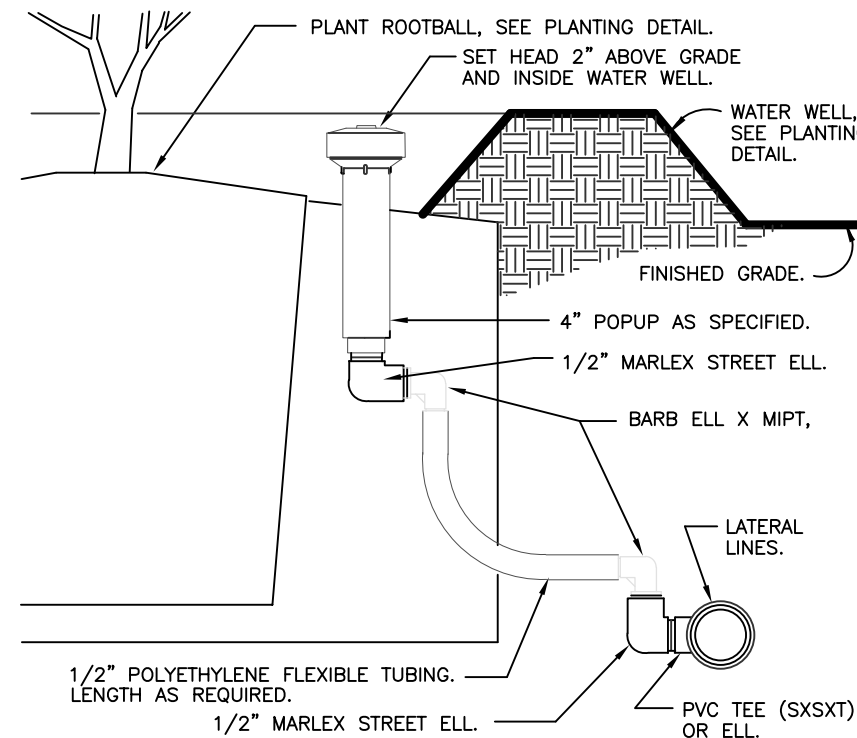 PLANT ROOTBALL, SEE PLANTING DETAIL.
SET HEAD 2" ABOVE GRADE
AND INSIDE WATER WELL.
WATER WELL,
SEE PLANTING
DETAIL.
FINISHED GRADE.
4" POPUP AS SPECIFIED.
1/2" MARLEX STREET ELL.
BARB ELL X MIPT,
LATERAL
LINES.
1/2" POLYETHYLENE FLEXIBLE TUBING.
LENGTH AS REQUIRED.
1/2" MARLEX STREET ELL.
PVC TEE (SXSXT)
OR ELL.